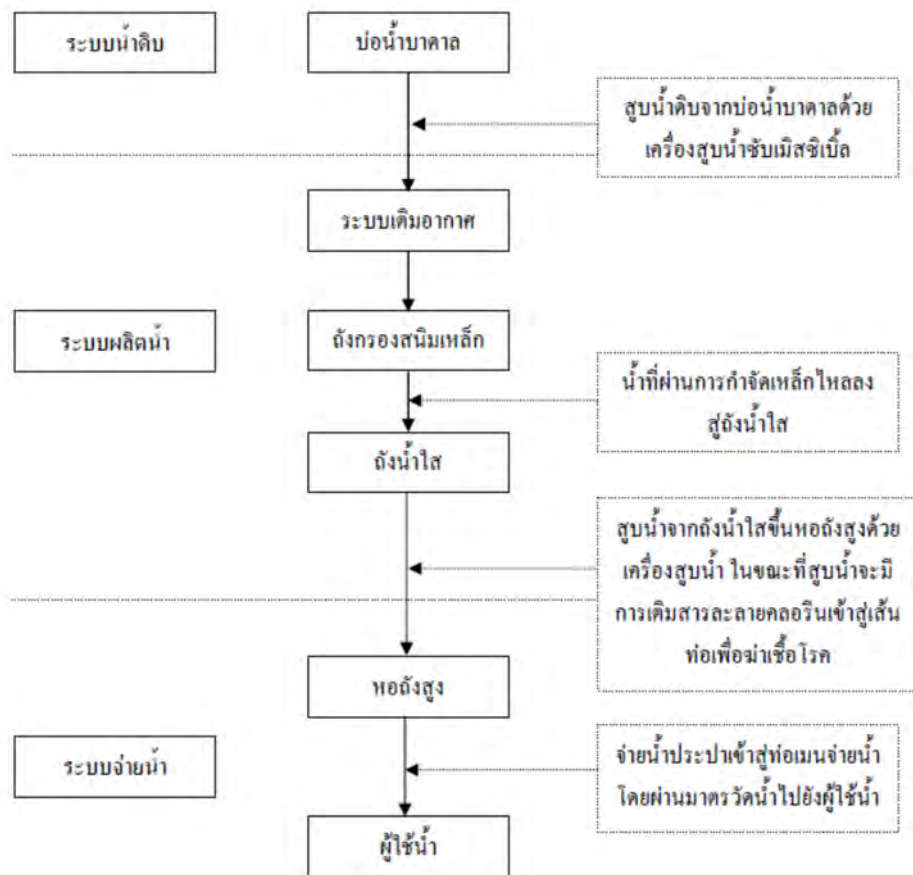 ระบบน้ำดิบ
บ่อน้ำบาดาล
สูบน้ำดิบจากบ่อน้ำบาดาลด้วย
เครื่องสูบน้ำซับเมิสซิเบิ้ล
ระบบเติมอากาศ
ระบบผลิตน้ำ
ถังกรองสนิมเหล็ก
น้ำที่ผ่านการกำจัดเหล็กไหลลง
สู่ถังน้ำใส
ถังน้ำใส
สูบน้ำจากถังน้ำใสขึ้นหอถังสูงด้วย
เครื่องสูบน้ำ ในขณะที่สูบน้ำจะมี
การเติมสารละลายคลอรีนเข้าสู่เส้น
ท่อเพื่อฆ่าเชื้อโรค
หอถังสูง
ระบบจ่ายน้ำ
จ่ายน้ำประปาเข้าสู่ท่อเมนจ่ายน้ำ
โดยผ่านมาตรวัดน้ำไปยังผู้ใช้น้ำ
ผู้ใช้น้ำ